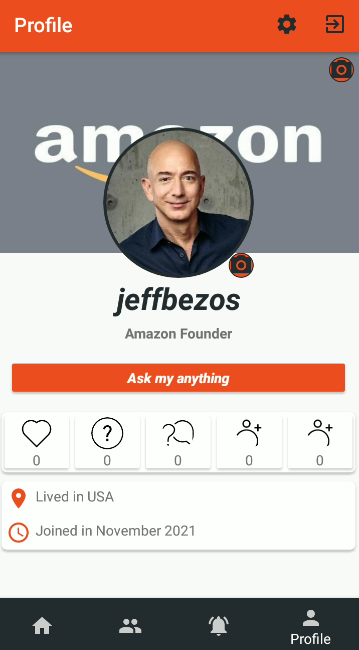 Profile
amazon
jeffbezos
Amazon Founder
Ask my anything
?
?
0
0
0
0
0
Lived in USA
Joined in November 2021
Profile